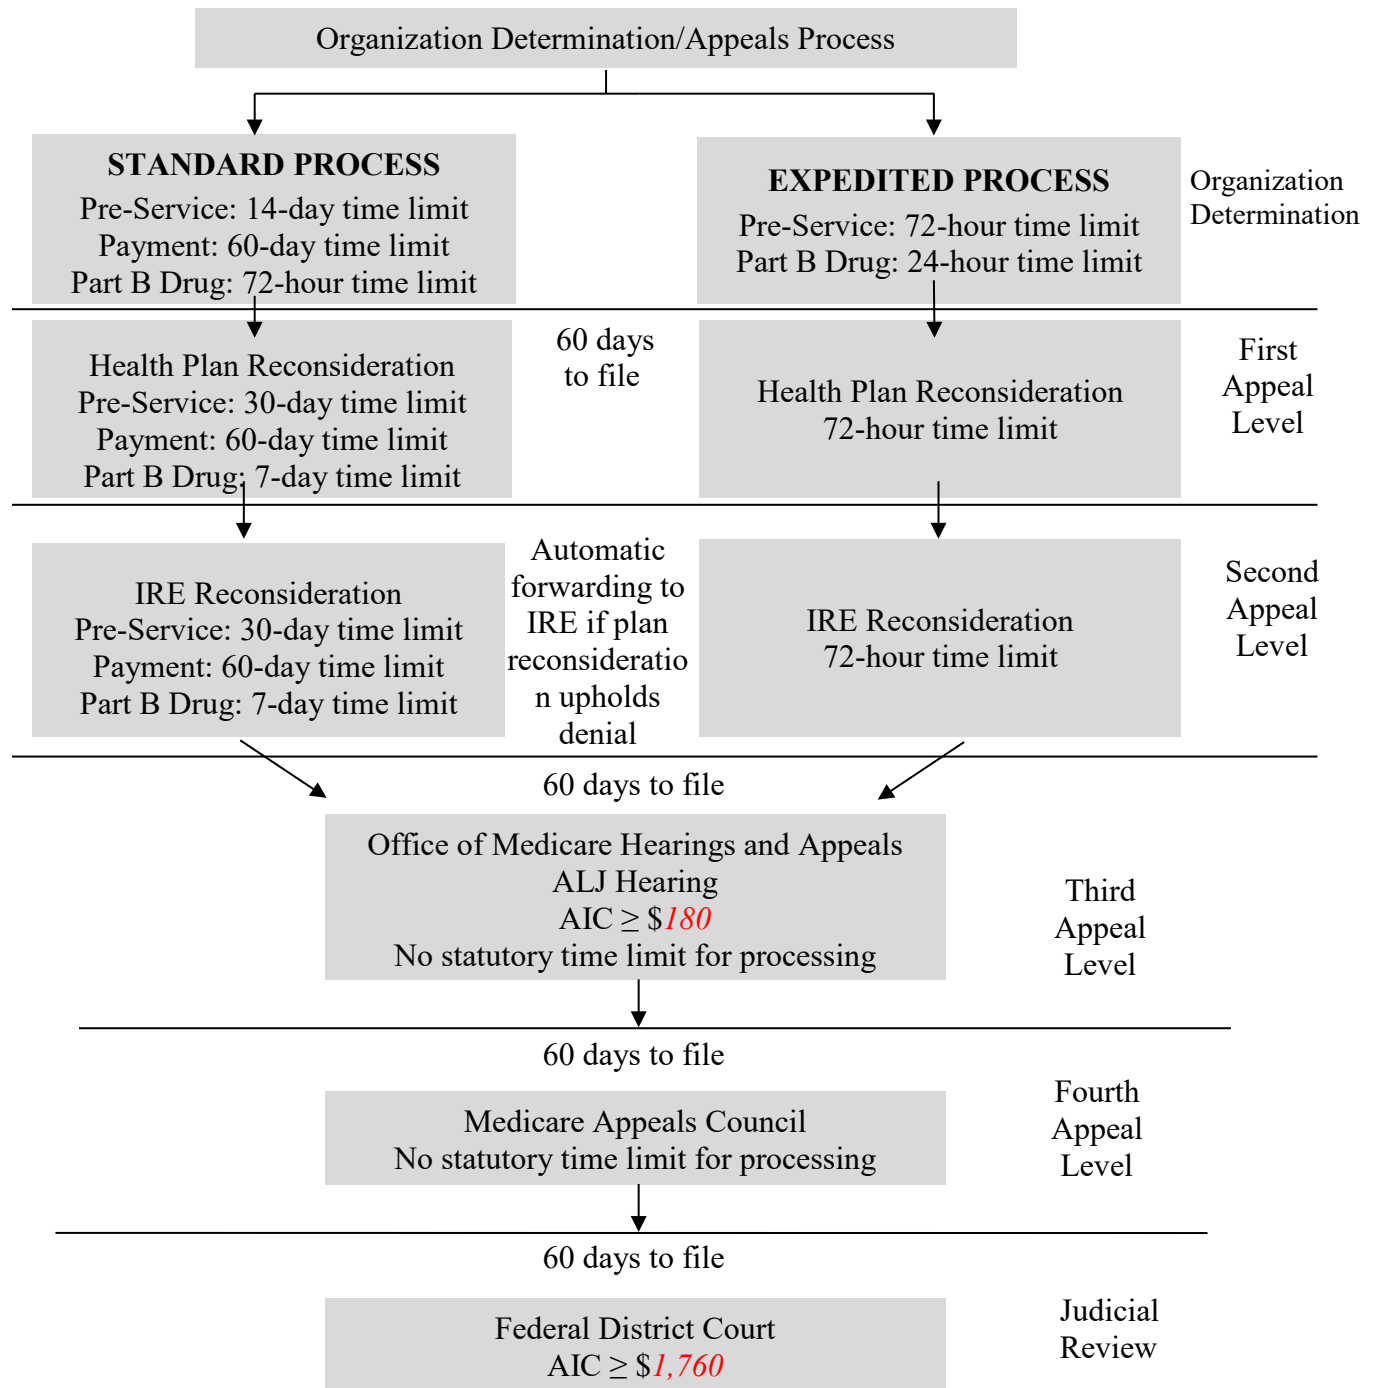 Organization Determination/Appeals Process
STANDARD PROCESS
Pre-Service: 14-day time limit
Payment: 60-day time limit
Part B Drug: 72-hour time limit
EXPEDITED PROCESS
Pre-Service: 72-hour time limit
Part B Drug: 24-hour time limit
Organization
Determination
Health Plan Reconsideration
Pre-Service: 30-day time limit
Payment: 60-day time limit
Part B Drug: 7-day time limit
60 days
to file
Health Plan Reconsideration
72-hour time limit
First
Appeal
Level
IRE Reconsideration
Pre-Service: 30-day time limit
Payment: 60-day time limit
Part B Drug: 7-day time limit
Automatic
forwarding to
IRE if plan
reconsideratio
n upholds
denial
IRE Reconsideration
72-hour time limit
Second
Appeal
Level
60 days to file
Office of Medicare Hearings and Appeals
ALJ Hearing
AIC ≥ $180
No statutory time limit for processing
Third
Appeal
Level
60 days to file
Medicare Appeals Council
No statutory time limit for processing
Fourth
Appeal
Level
60 days to file
Federal District Court
AIC ≥ $1,760
Judicial
Review